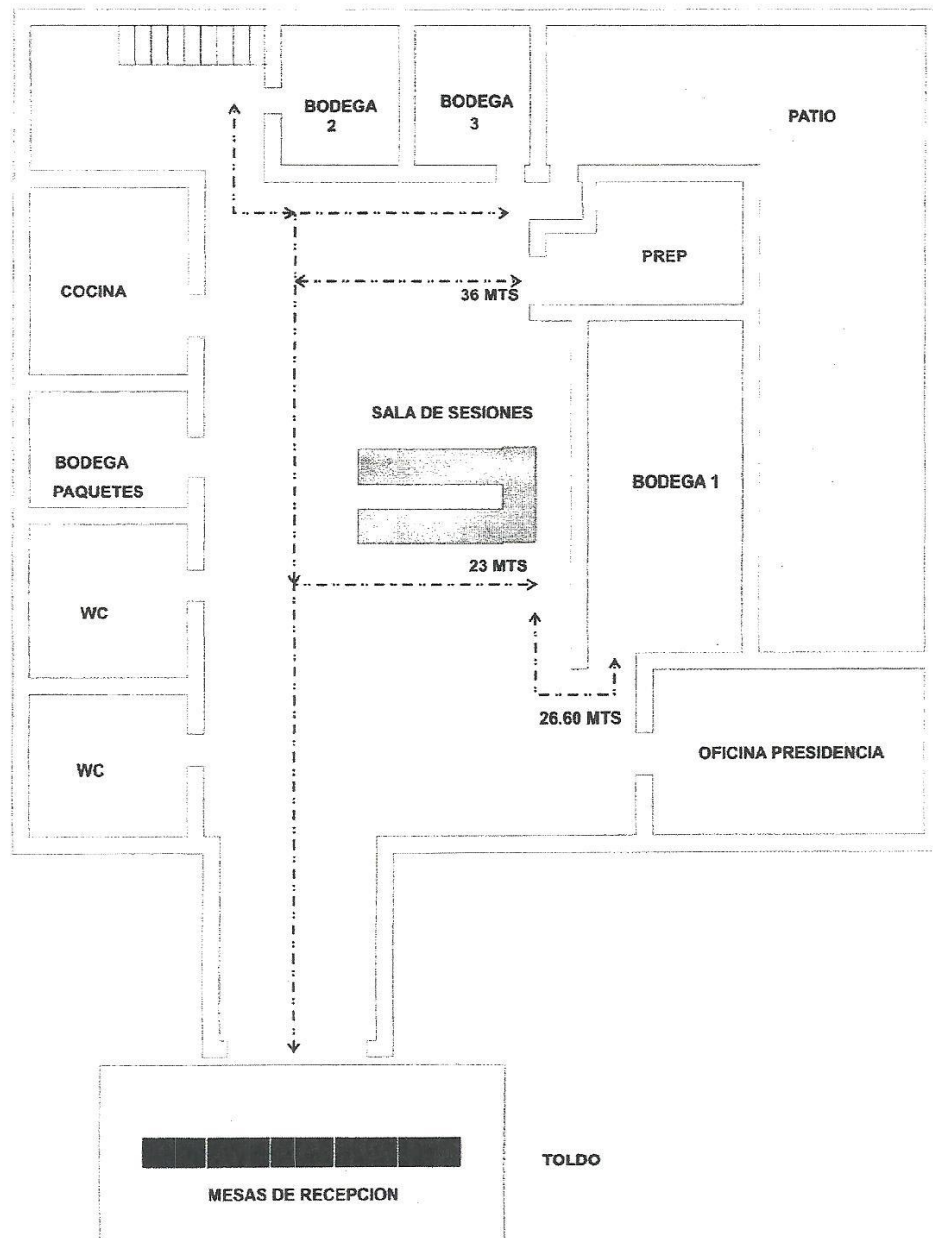 BODEGA
2
BODEGA
3
PATIO
PREP
COCINA
36 MTS
SALA DE SESIONES
BODEGA
PAQUETES
BODEGA 1
23 MTS
WC
26.60 MTS
OFICINA PRESIDENCIA
WC
TOLDO
MESAS DE RECEPCION